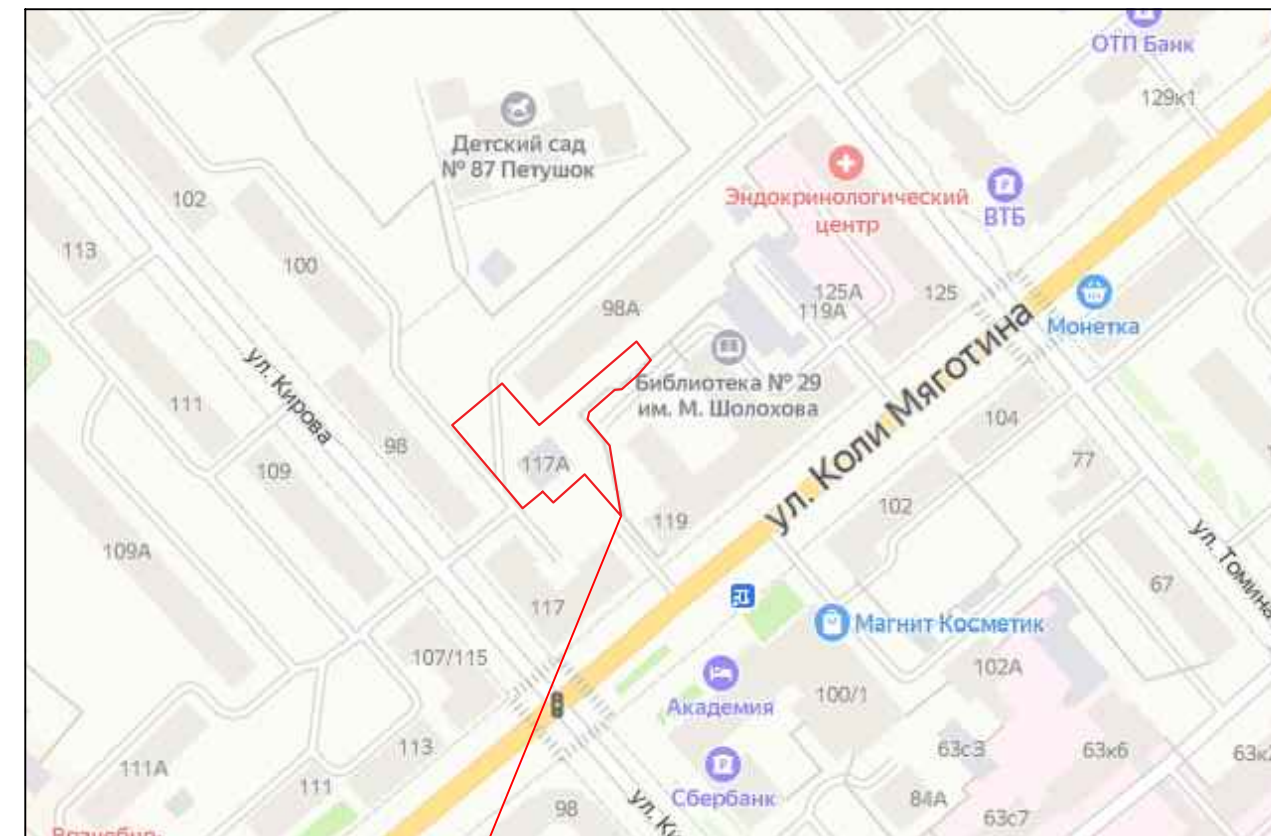 ОТП Банк
129к1
Детский сад
№ 87 Петушок
Эндокринологический
центр
ВТБ
102
113
100
98А
125А
119А
125
Монетка
ул. Кирова
Библиотека № 29
им. М. Шолохова
ул. Коли Мяготина
111
98
109
117А
104
77
102
119
109А
ул. Томина
67
117
Магнит Косметик
107/115
102А
Академия
100/1
113
63с3
63к6
111А
111
Сбербанк
84А
98
63с7